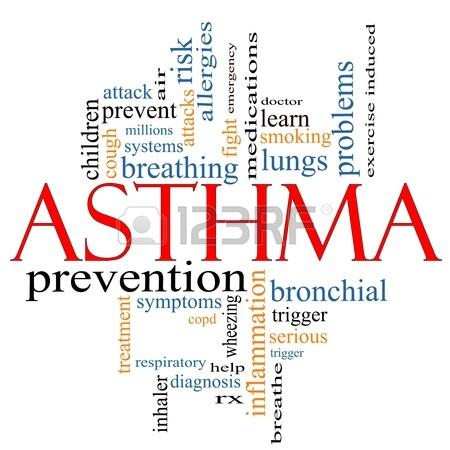 children
cough
attack
prevent
millions
systems
breathing
air
attacks
risk
allergies
fight
emergency
medications
doctor
learn
smoking
lungs
problems
exercise induced
ASTHMA
123RF
prevention
treatment
symptoms
copd
wheezing
inflammation
bronchial
trigger
serious
trigger
respiratory
help
inhaler
diagnosis
rx
breathe